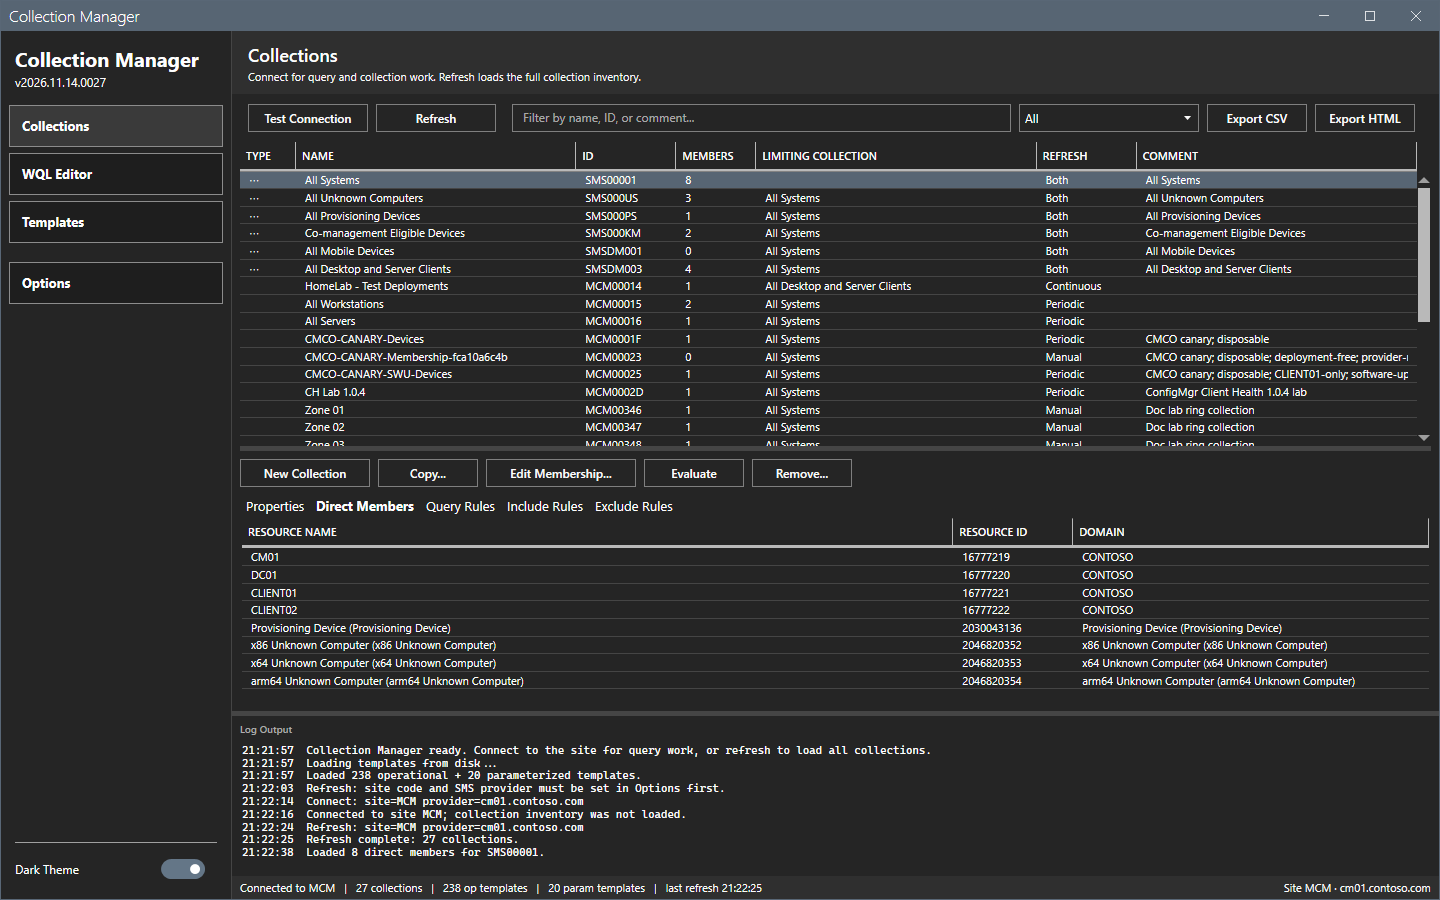 Collection Manager
Collection Manager
v2026.11.14.0027
Collections
WQL Editor
Templates
Options
Dark Theme
Collections
Connect for query and collection work. Refresh loads the full collection inventory.
Test Connection Refresh Filter by name, ID, or comment... All Export CSV Export HTML
TYPE NAME ID MEMBERS LIMITING COLLECTION REFRESH COMMENT
... All Systems SMS00001 8 Both All Systems
... All Unknown Computers SMS000US 3 All Systems Both All Unknown Computers
... All Provisioning Devices SMS000PS 1 All Systems Both All Provisioning Devices
... Co-management Eligible Devices SMS000KM 2 All Systems Both Co-management Eligible Devices
... All Mobile Devices SMSDM001 0 All Systems Both All Mobile Devices
... All Desktop and Server Clients SMSDM003 4 All Systems Both All Desktop and Server Clients
HomeLab - Test Deployments MCM00014 1 All Desktop and Server Clients Continuous
All Workstations MCM00015 2 All Systems Periodic
All Servers MCM00016 1 All Systems Periodic
CMCO-CANARY-Devices MCM0001F 1 All Systems Periodic CMCO canary; disposable
CMCO-CANARY-Membership-fca10a6c4b MCM00023 0 All Systems Manual CMCO canary; disposable; deployment-free; provider-
CMCO-CANARY-SWU-Devices MCM00025 1 All Systems Periodic CMCO canary; disposable; CLIENT01-only; software-up
CH Lab 1.0.4 MCM0002D 1 All Systems Periodic ConfigMgr Client Health 1.0.4 lab
Zone 01 MCM00346 1 All Systems Manual Doc lab ring collection
Zone 02 MCM00347 1 All Systems Manual Doc lab ring collection
Zone 03 MCM00348 1 All Systems Manual Doc lab ring collection
New Collection Copy... Edit Membership... Evaluate Remove...
Properties Direct Members Query Rules Include Rules Exclude Rules
RESOURCE NAME RESOURCE ID DOMAIN
CM01 16777219 CONTOSO
DC01 16777220 CONTOSO
CLIENT01 16777221 CONTOSO
CLIENT02 16777222 CONTOSO
Provisioning Device (Provisioning Device) 2030043136 Provisioning Device (Provisioning Device)
x86 Unknown Computer (x86 Unknown Computer) 2046820352 x86 Unknown Computer (x86 Unknown Computer)
x64 Unknown Computer (x64 Unknown Computer) 2046820353 x64 Unknown Computer (x64 Unknown Computer)
arm64 Unknown Computer (arm64 Unknown Computer) 2046820354 arm64 Unknown Computer (arm64 Unknown Computer)
Log Output
21:21:57 Collection Manager ready. Connect to the site for query work, or refresh to load all collections.
21:21:57 Loading templates from disk...
21:21:57 Loaded 238 operational + 20 parameterized templates.
21:22:03 Refresh: site code and SMS provider must be set in Options first.
21:22:14 Connect: site=MCM provider=cm01.contoso.com
21:22:16 Connected to site MCM; collection inventory was not loaded.
21:22:24 Refresh: site=MCM provider=cm01.contoso.com
21:22:25 Refresh complete: 27 collections.
21:22:38 Loaded 8 direct members for SMS00001.
Connected to MCM | 27 collections | 238 op templates | 20 param templates | last refresh 21:22:25 Site MCM · cm01.contoso.com